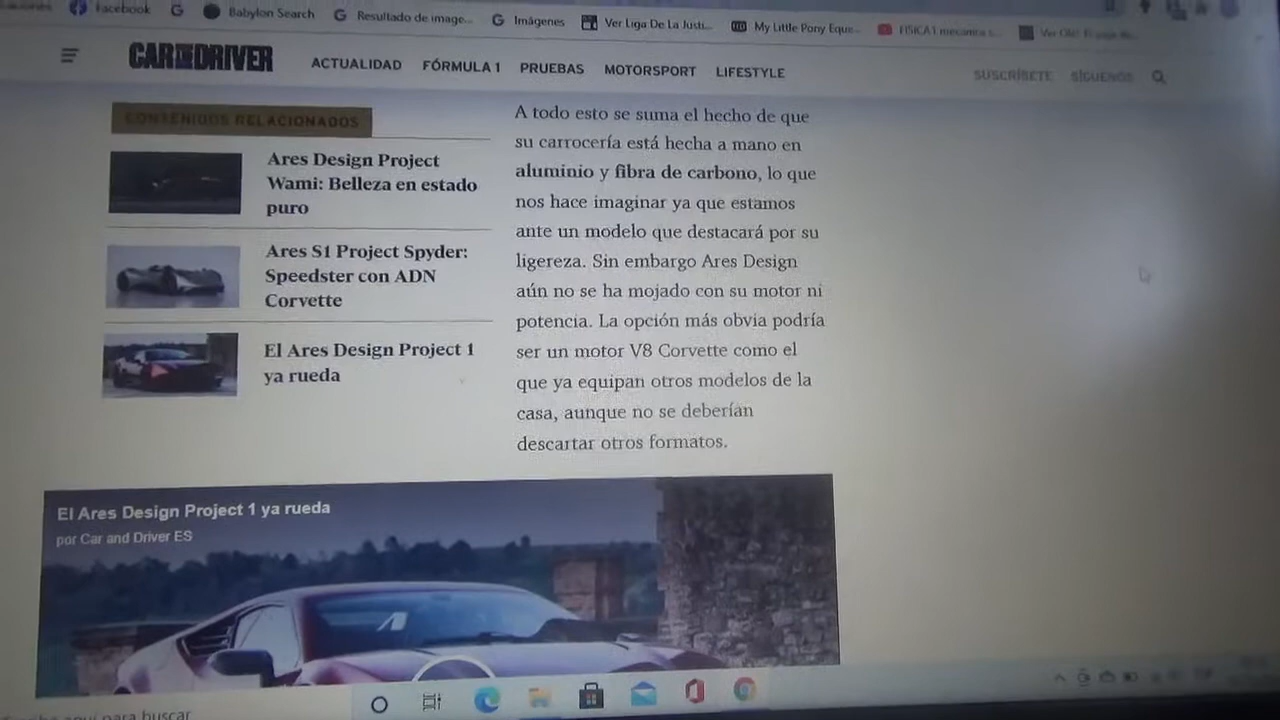 Facebook
Babylon Search
Resultado de image...
Imágenes
Ver Liga De La Justi...
My Little Pony Eque...
FISICA1 mecanica s...
CAR AND DRIVER
ACTUALIDAD
FÓRMULA 1
PRUEBAS
MOTORSPORT
LIFESTYLE
SUSCRÍBETE
SÍGUENOS
CONTENIDOS RELACIONADOS
Ares Design Project
Wami: Belleza en estado
puro
Ares S1 Project Spyder:
Speedster con ADN
Corvette
El Ares Design Project 1
ya rueda
A todo esto se suma el hecho de que
su carrocería está hecha a mano en
aluminio y fibra de carbono, lo que
nos hace imaginar ya que estamos
ante un modelo que destacará por su
ligereza. Sin embargo Ares Design
aún no se ha mojado con su motor ni
potencia. La opción más obvia podría
ser un motor V8 Corvette como el
que ya equipan otros modelos de la
casa, aunque no se deberían
descartar otros formatos.
El Ares Design Project 1 ya rueda
por Car and Driver ES
aquí para buscar